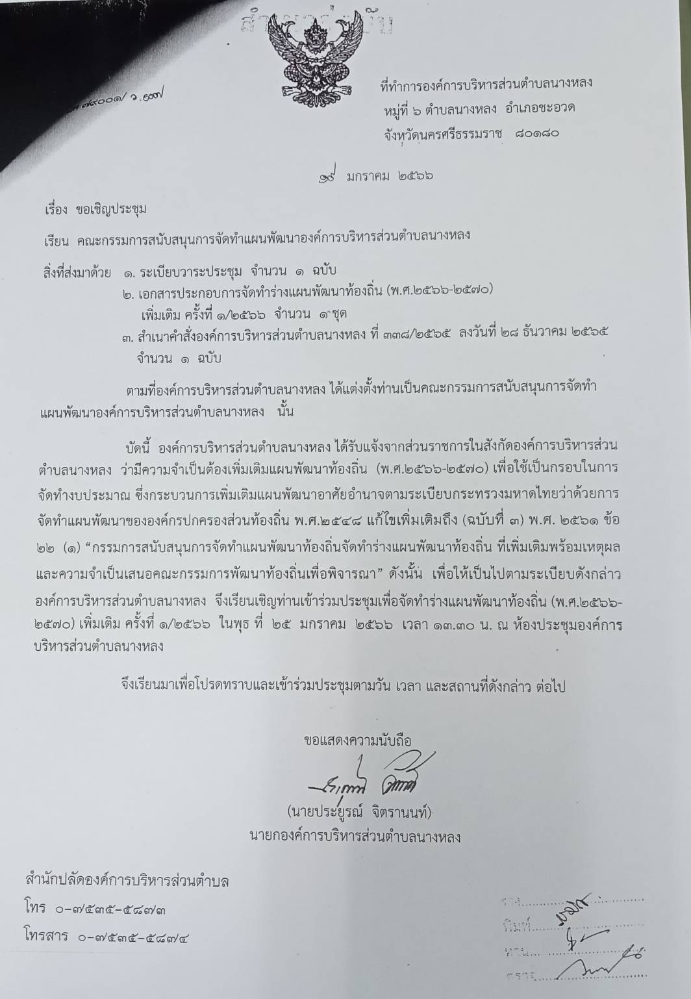 สำเนาคู่ฉบับ
๗๙๐๐๑/ว.
ที่ทำการองค์การบริหารส่วนตำบลนางหลง
หมู่ที่ ๖ ตำบลนางหลง อำเภอชะอวด
จังหวัดนครศรีธรรมราช ๘๐๑๘๐
๑๙ มกราคม ๒๕๖๖
เรื่อง ขอเชิญประชุม
เรียน คณะกรรมการสนับสนุนการจัดทำแผนพัฒนาองค์การบริหารส่วนตำบลนางหลง
สิ่งที่ส่งมาด้วย ๑. ระเบียบวาระประชุม จำนวน ๑ ฉบับ
๒. เอกสารประกอบการจัดทำร่างแผนพัฒนาท้องถิ่น (พ.ศ.๒๕๖๖-๒๕๗๐)
เพิ่มเติม ครั้งที่ ๑/๒๕๖๖ จำนวน ๑ ชุด
๓. สำเนาคำสั่งองค์การบริหารส่วนตำบลนางหลง ที่ ๓๓๘/๒๕๖๕ ลงวันที่ ๒๘ ธันวาคม ๒๕๖๕
จำนวน ๑ ฉบับ
ตามที่องค์การบริหารส่วนตำบลนางหลง ได้แต่งตั้งท่านเป็นคณะกรรมการสนับสนุนการจัดทำ
แผนพัฒนาองค์การบริหารส่วนตำบลนางหลง นั้น
บัดนี้ องค์การบริหารส่วนตำบลนางหลง ได้รับแจ้งจากส่วนราชการในสังกัดองค์การบริหารส่วน
ตำบลนางหลง ว่ามีความจำเป็นต้องเพิ่มเติมแผนพัฒนาท้องถิ่น (พ.ศ.๒๕๖๖-๒๕๗๐) เพื่อใช้เป็นกรอบในการ
จัดทำงบประมาณ ซึ่งกระบวนการเพิ่มเติมแผนพัฒนาอาศัยอำนาจตามระเบียบกระทรวงมหาดไทยว่าด้วยการ
จัดทำแผนพัฒนาขององค์กรปกครองส่วนท้องถิ่น พ.ศ.๒๕๔๘ แก้ไขเพิ่มเติมถึง (ฉบับที่ ๓) พ.ศ. ๒๕๖๑ ข้อ
๒๒ (๑) “กรรมการสนับสนุนการจัดทำแผนพัฒนาท้องถิ่นจัดทำร่างแผนพัฒนาท้องถิ่น ที่เพิ่มเติมพร้อมเหตุผล
และความจำเป็นเสนอคณะกรรมการพัฒนาท้องถิ่นเพื่อพิจารณา” ดังนั้น เพื่อให้เป็นไปตามระเบียบดังกล่าว
องค์การบริหารส่วนตำบลนางหลง จึงเรียนเชิญท่านเข้าร่วมประชุมเพื่อจัดทำร่างแผนพัฒนาท้องถิ่น (พ.ศ.๒๕๖๖-
๒๕๗๐) เพิ่มเติม ครั้งที่ ๑/๒๕๖๖ ในพุธ ที่ ๒๕ มกราคม ๒๕๖๖ เวลา ๑๓.๓๐ น. ณ ห้องประชุมองค์การ
บริหารส่วนตำบลนางหลง
จึงเรียนมาเพื่อโปรดทราบและเข้าร่วมประชุมตามวัน เวลา และสถานที่ดังกล่าว ต่อไป
ขอแสดงความนับถือ
(นายประยูรณ์ จิตรานนท์)
นายกองค์การบริหารส่วนตำบลนางหลง
สำนักปลัดองค์การบริหารส่วนตำบล
โทร ๐-๗๕๓๕-๕๘๗๓
โทรสาร ๐-๗๕๓๕-๕๘๗๔
ร่าง
พิมพ์
ทาน
ตรวจ